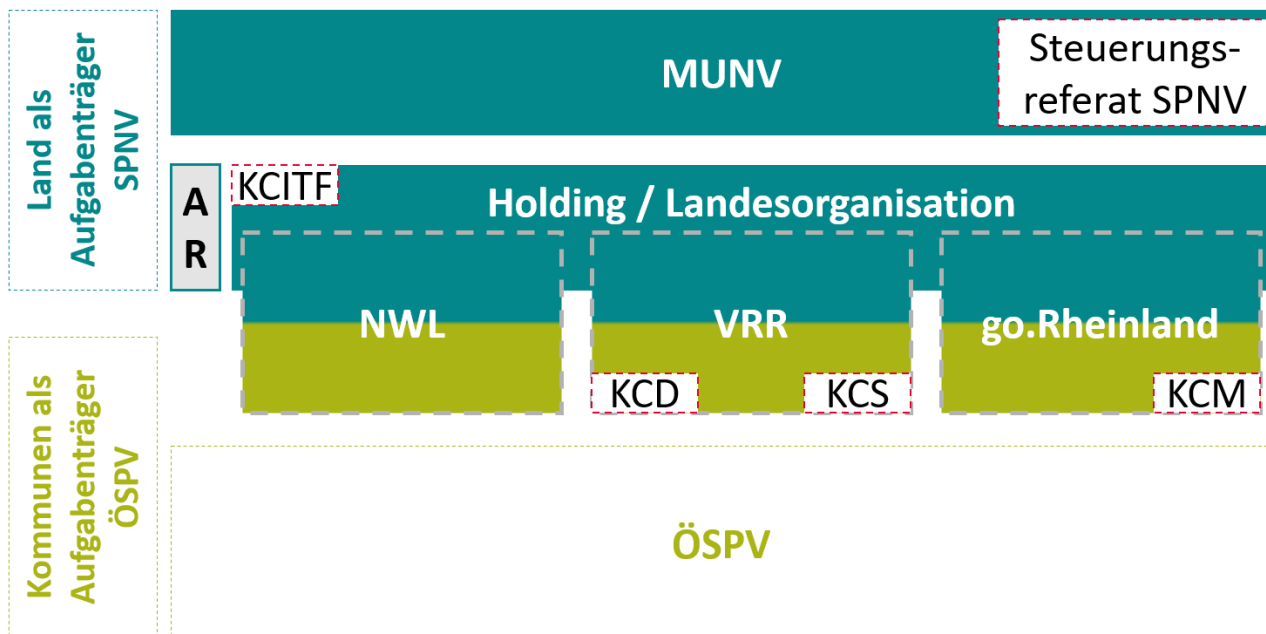 Land als
Aufgabenträger
SPNV
MUNV
Steuerungs-
referat SPNV
A
R
KCITF
Holding / Landesorganisation
NWL
VRR
go.Rheinland
KCD
KCS
KCM
Kommunen als
Aufgabenträger
ÖSPV
ÖSPV